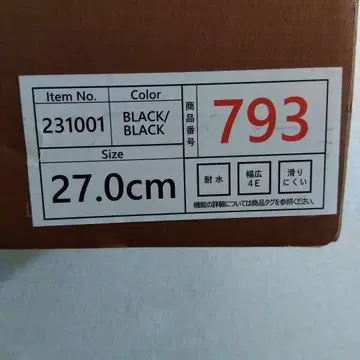 Item No.
Color
231001
BLACK/
BLACK
Size
27.0cm
商品番号
793
耐水
幅広
4E
滑り
にくい
機能の詳細については商品タグを参照ください。